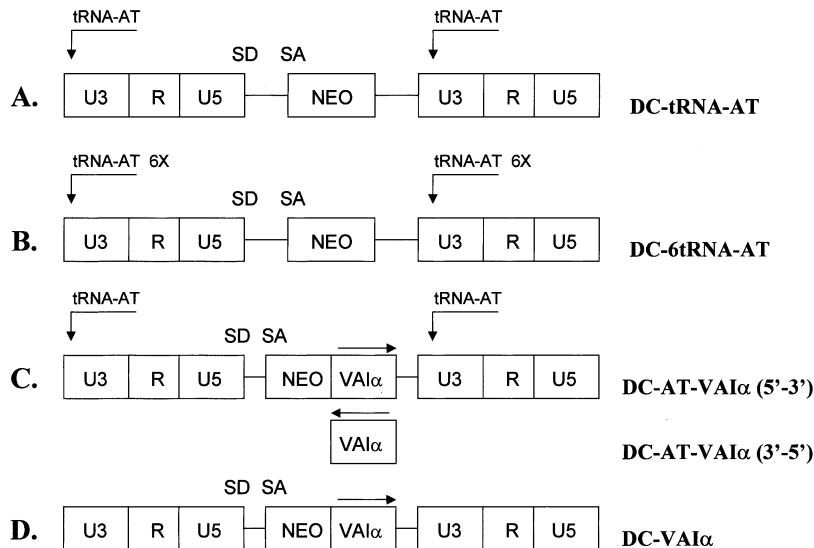 tRNA-AT tRNA-AT
SD SA
A. U3 R U5 NEO U3 R U5 DC-tRNA-AT
tRNA-AT 6X tRNA-AT 6X
SD SA
B. U3 R U5 NEO U3 R U5 DC-6tRNA-AT
tRNA-AT tRNA-AT
SD SA
C. U3 R U5 NEO VAIα U3 R U5 DC-AT-VAIα (5'-3')
VAIα DC-AT-VAIα (3'-5')
SD SA
D. U3 R U5 NEO VAIα U3 R U5 DC-VAIα